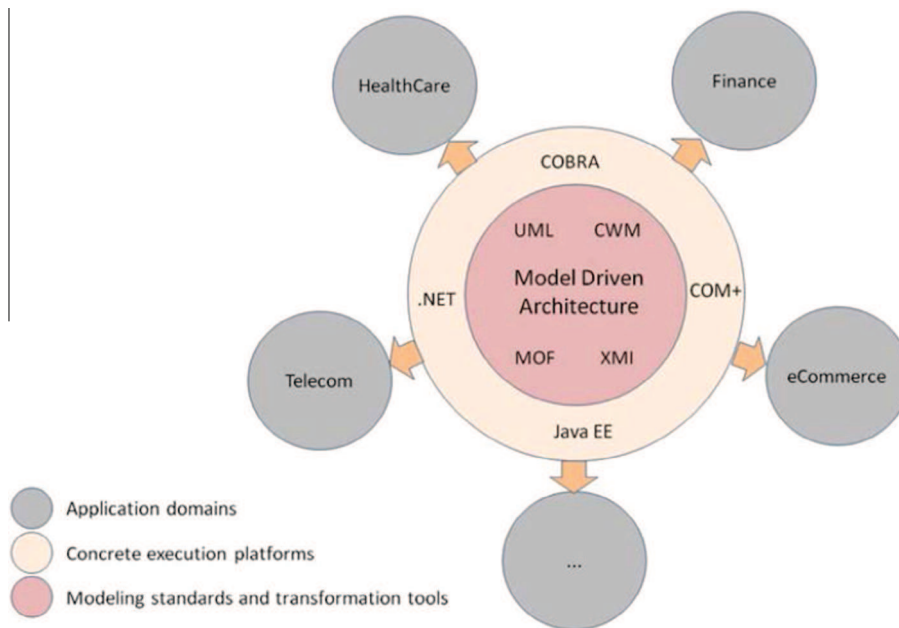 HealthCare
Finance
COBRA
UML CWM
Model Driven
Architecture
.NET
COM+
MOF XMI
Telecom
eCommerce
Java EE
...
Application domains
Concrete execution platforms
Modeling standards and transformation tools